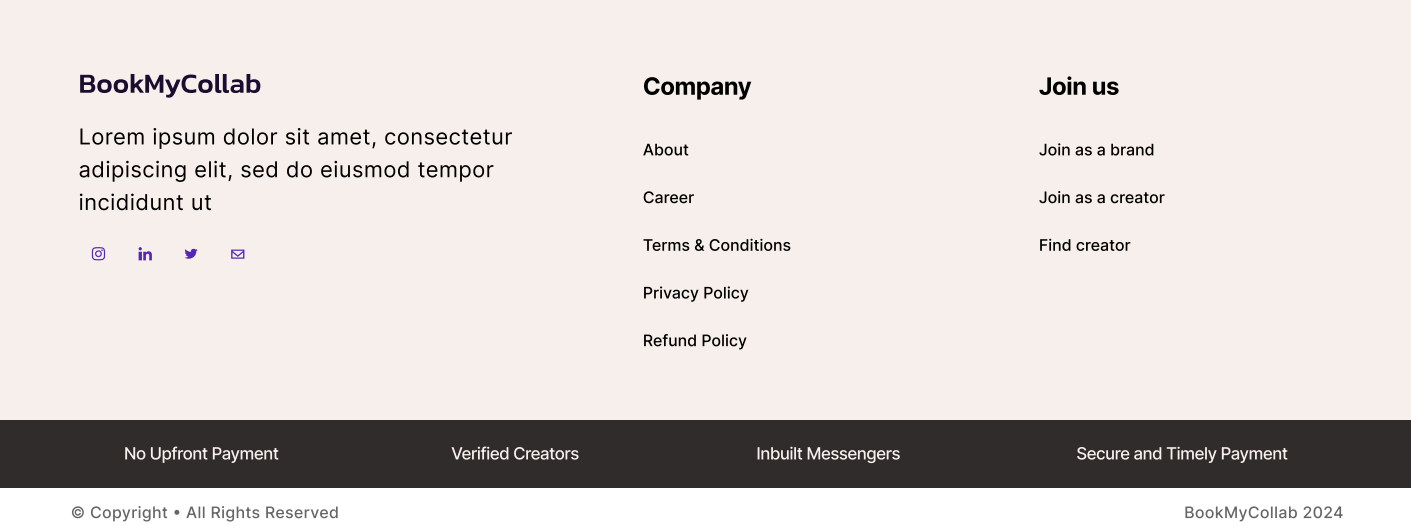 BookMyCollab
Lorem ipsum dolor sit amet, consectetur
adipiscing elit, sed do eiusmod tempor
incididunt ut
Company
About
Career
Terms & Conditions
Privacy Policy
Refund Policy
Join us
Join as a brand
Join as a creator
Find creator
No Upfront Payment
Verified Creators
Inbuilt Messengers
Secure and Timely Payment
© Copyright • All Rights Reserved
BookMyCollab 2024